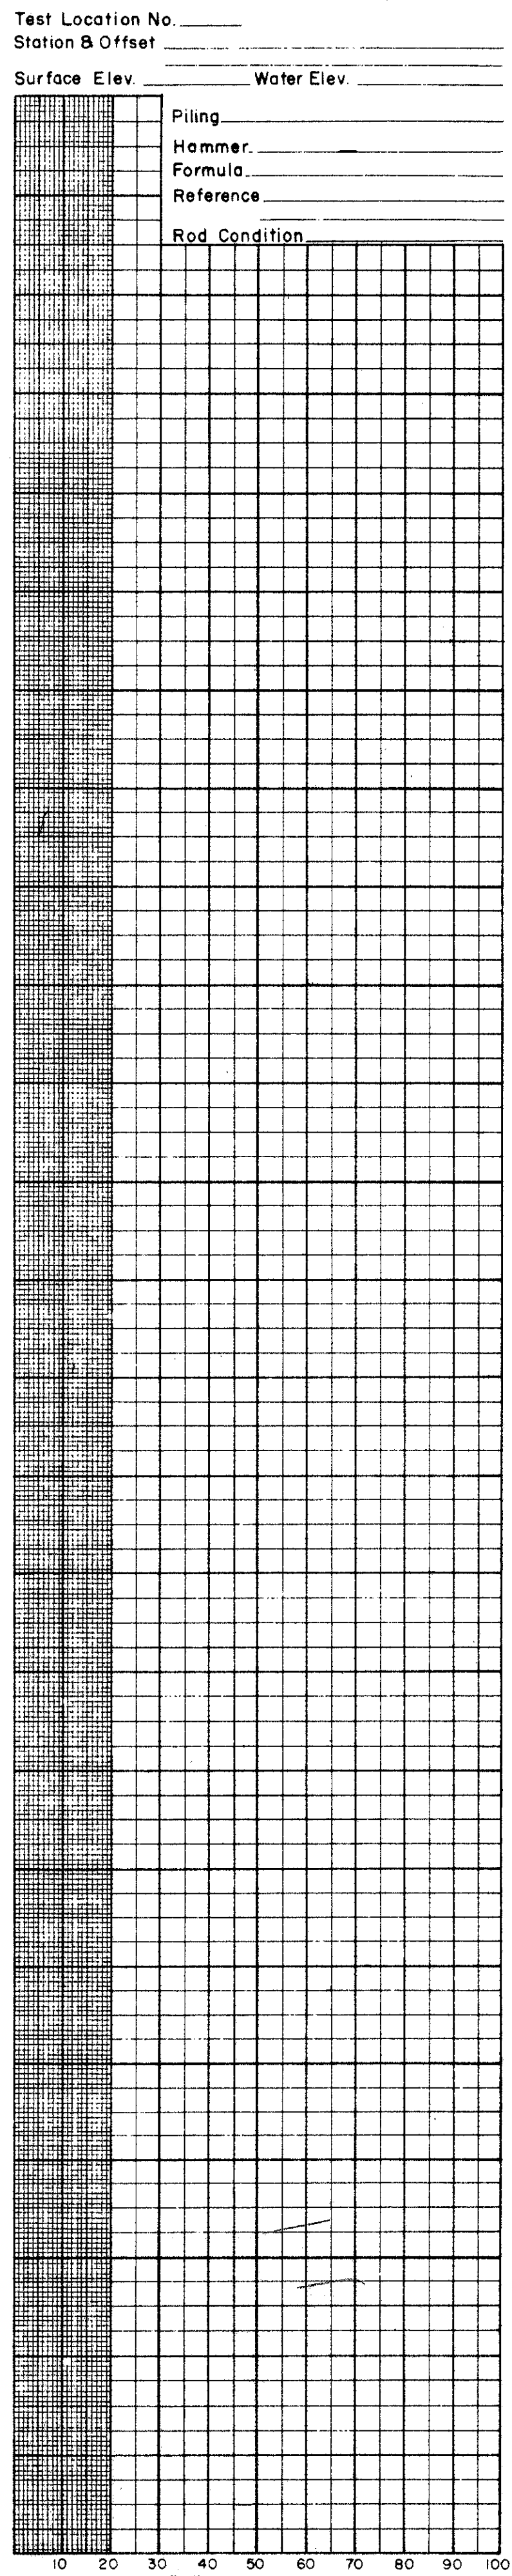 Test Location No.
Station & Offset
Surface Elev. Water Elev.
Piling
Hammer
Formula
Reference
Rod Condition
10 20 30 40 50 60 70 80 90 100